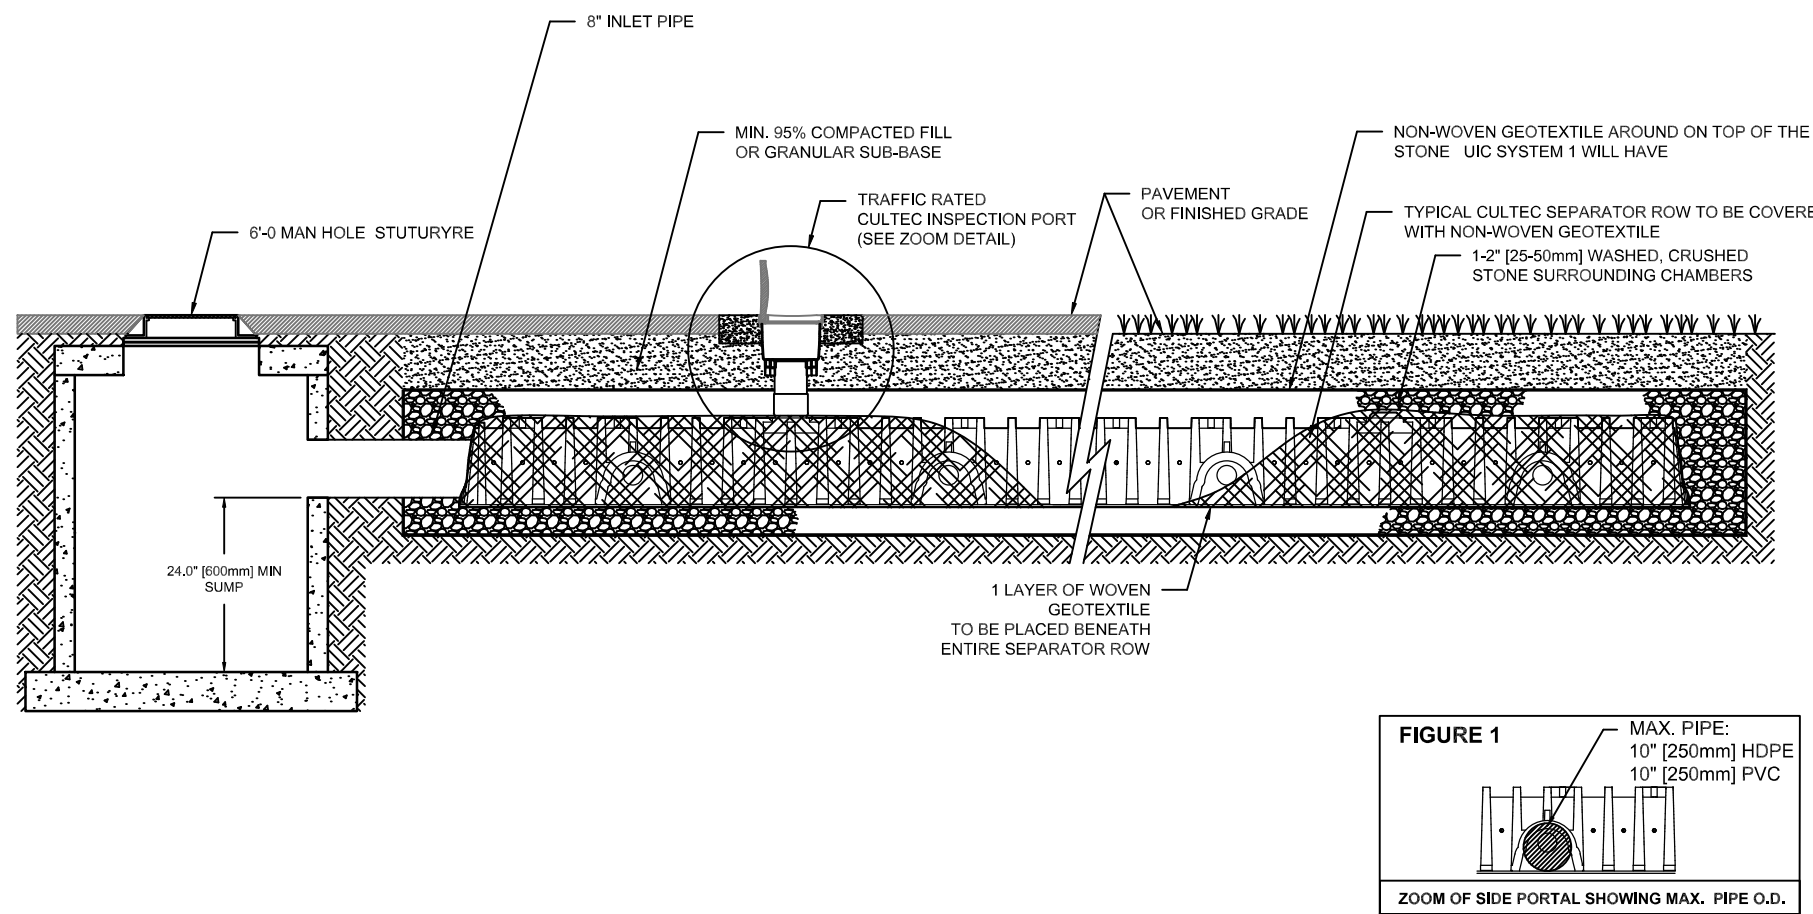 8" INLET PIPE
MIN. 95% COMPACTED FILL
OR GRANULAR SUB-BASE
NON-WOVEN GEOTEXTILE AROUND ON TOP OF THE
STONE UIC SYSTEM 1 WILL HAVE
TRAFFIC RATED
CULTEC INSPECTION PORT
(SEE ZOOM DETAIL)
PAVEMENT
OR FINISHED GRADE
TYPICAL CULTEC SEPARATOR ROW TO BE COVERE
WITH NON-WOVEN GEOTEXTILE
6'-0 MAN HOLE STUTURYRE
1-2" [25-50mm] WASHED, CRUSHED
STONE SURROUNDING CHAMBERS
24.0" [600mm] MIN
SUMP
1 LAYER OF WOVEN
GEOTEXTILE
TO BE PLACED BENEATH
ENTIRE SEPARATOR ROW
FIGURE 1
MAX. PIPE:
10" [250mm] HDPE
10" [250mm] PVC
ZOOM OF SIDE PORTAL SHOWING MAX. PIPE O.D.